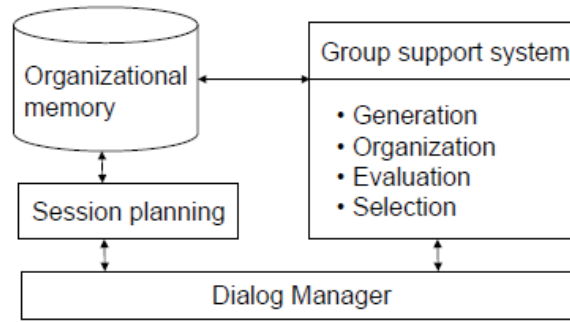 Organizational
memory
Group support system
• Generation
• Organization
• Evaluation
• Selection
Session planning
Dialog Manager